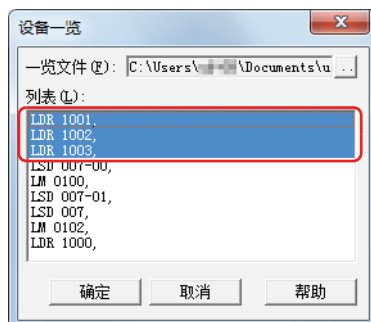 设备一览
一览文件(F): C:\Users\ \Documents\u ..
列表(L):
LDR 1001,
LDR 1002,
LDR 1003,
LSD 007-00,
LM 0100,
LSD 007-01,
LSD 007,
LM 0102,
LDR 1000,
确定 取消 帮助